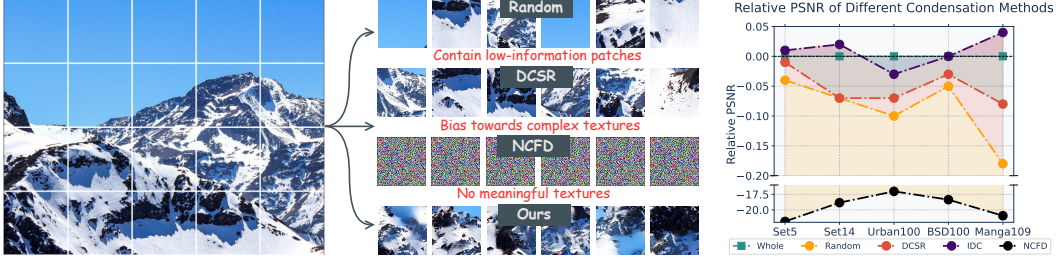 Random
Contain low-information patches
DCSR
Bias towards complex textures
NCFD
No meaningful textures
Ours
Relative PSNR of Different Condensation Methods
Relative PSNR
0.05
0.00
−0.05
−0.10
−0.15
−0.20
−17.5
−20.0
Set5 Set14 Urban100 BSD100 Manga109
Whole Random DCSR IDC NCFD